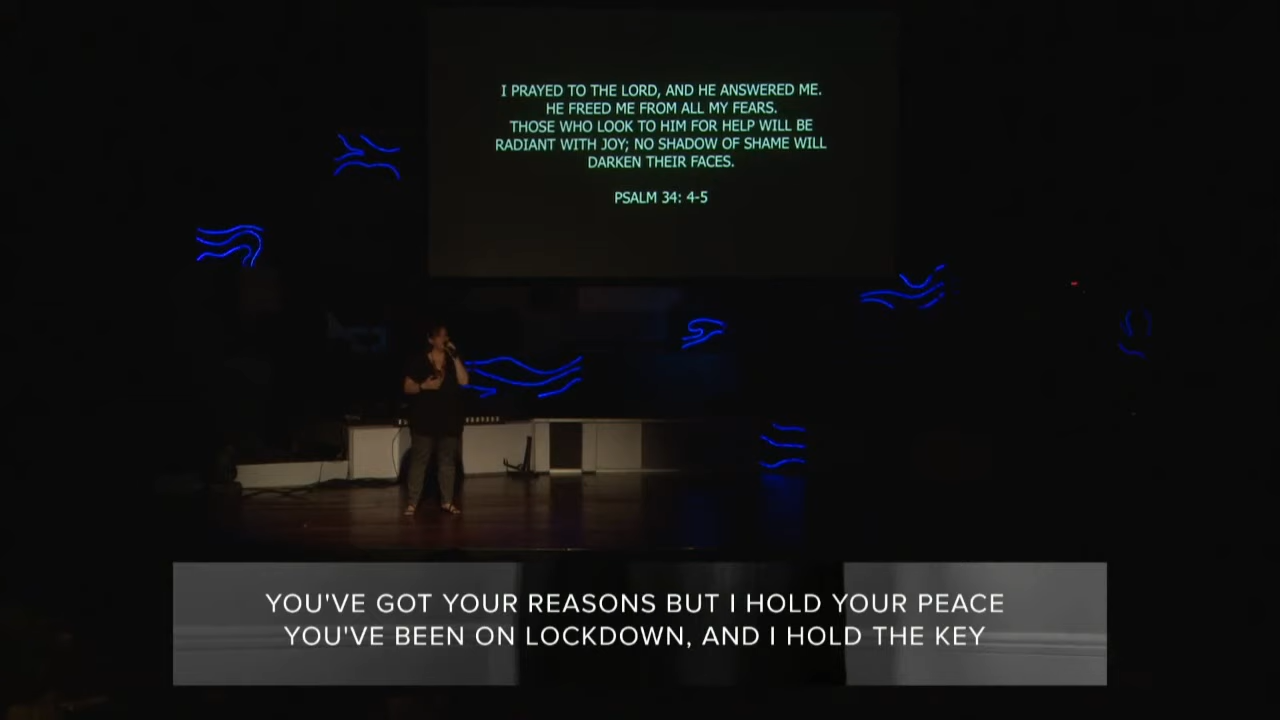 I PRAYED TO THE LORD, AND HE ANSWERED ME.
HE FREED ME FROM ALL MY FEARS.
THOSE WHO LOOK TO HIM FOR HELP WILL BE
RADIANT WITH JOY; NO SHADOW OF SHAME WILL
DARKEN THEIR FACES.
PSALM 34: 4-5
YOU'VE GOT YOUR REASONS BUT I HOLD YOUR PEACE
YOU'VE BEEN ON LOCKDOWN, AND I HOLD THE KEY